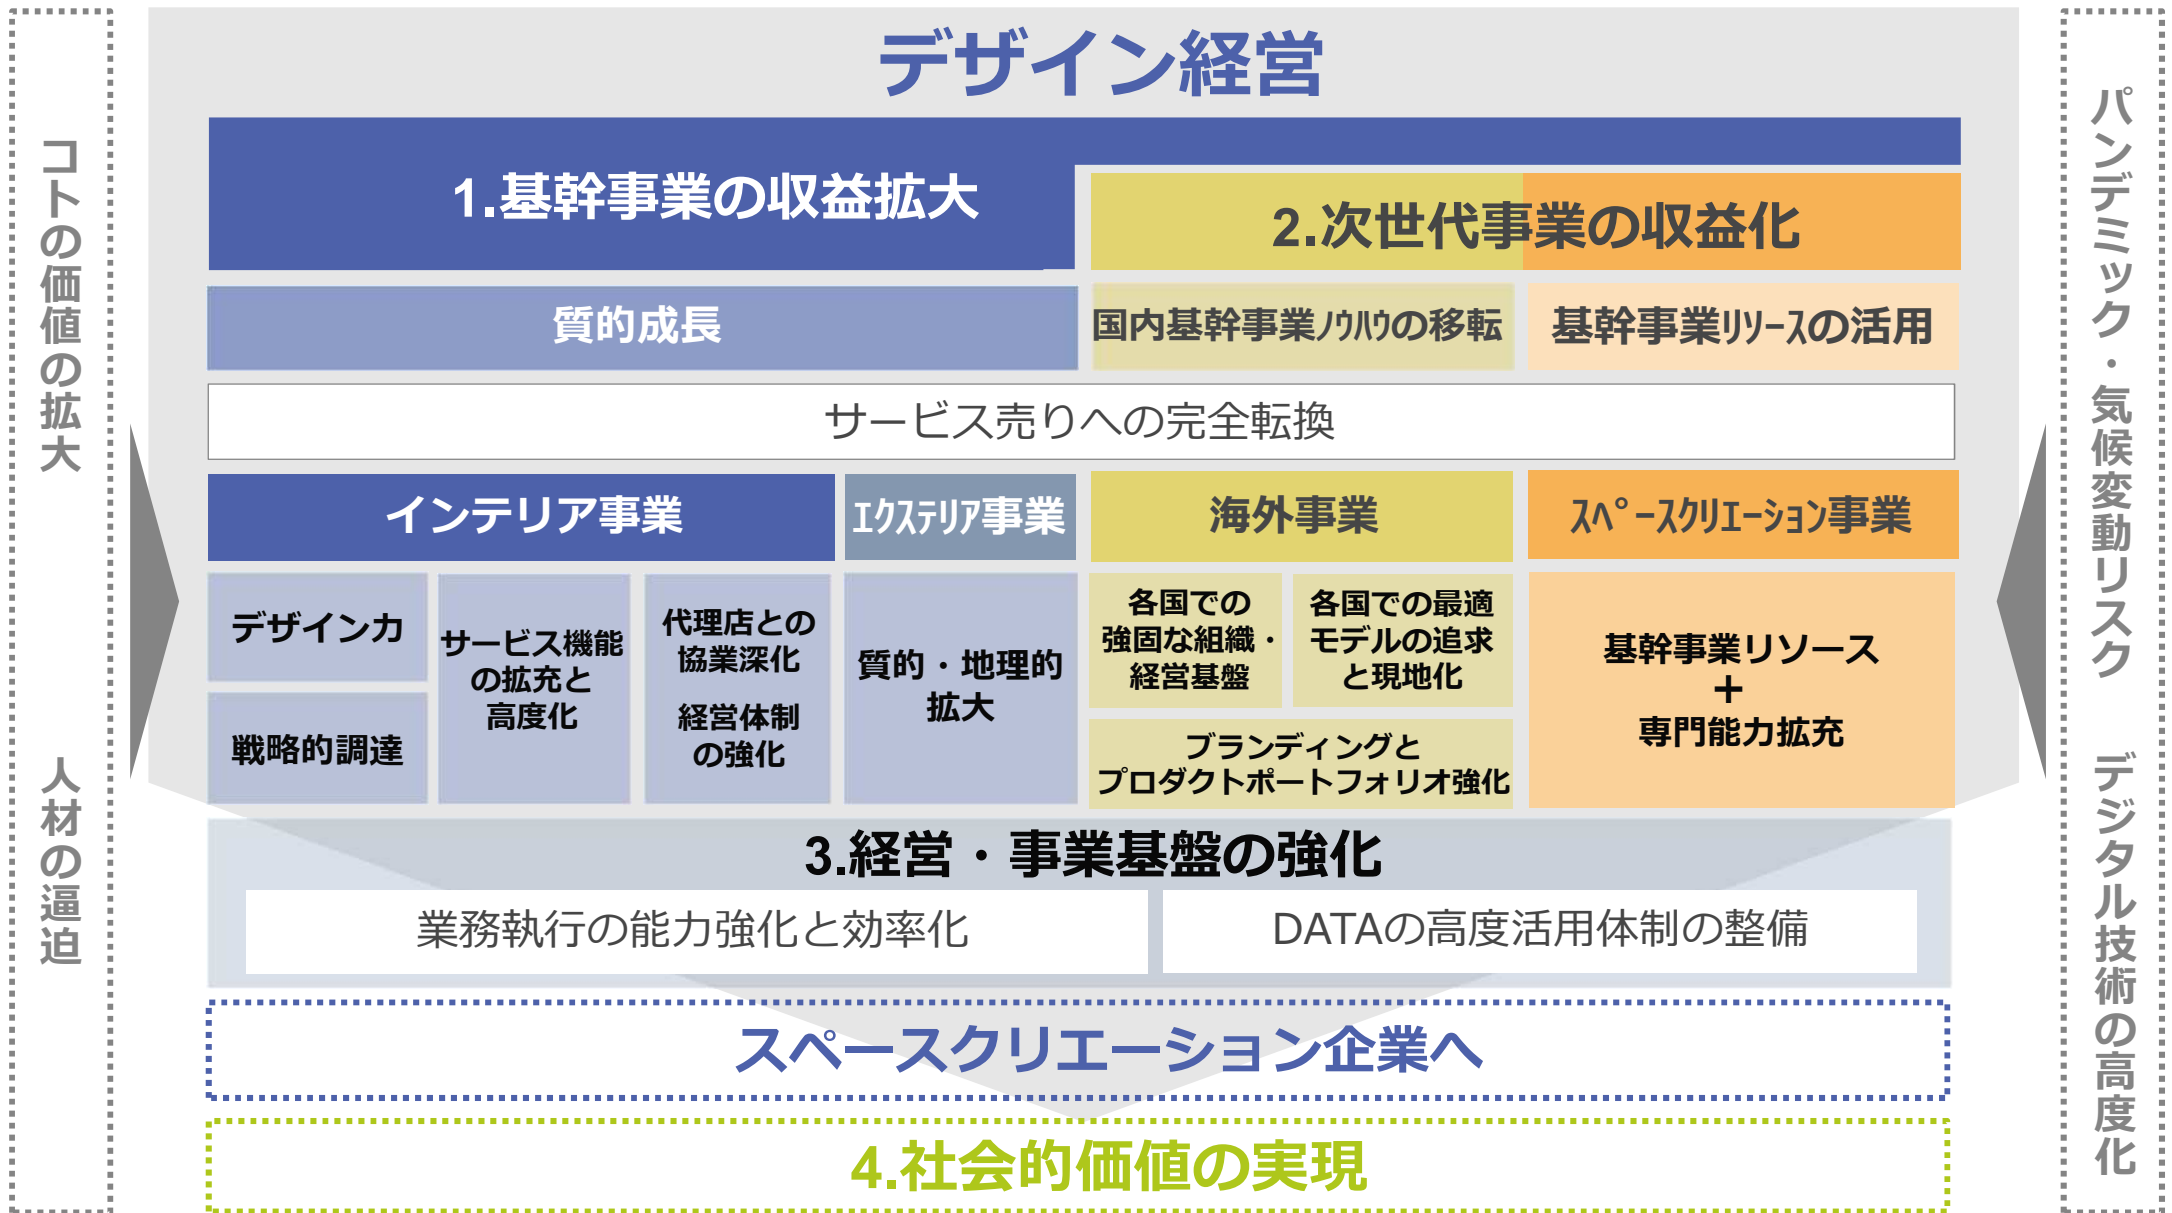 デザイン経営
コトの価値の拡大
人材の逼迫
1.基幹事業の収益拡大
2.次世代事業の収益化
質的成長
国内基幹事業ﾉｳﾊｳの移転
基幹事業ﾘｿｰｽの活用
サービス売りへの完全転換
インテリア事業
ｴｸｽﾃﾘｱ事業
海外事業
ｽﾍﾟｰｽｸﾘｴｰｼｮﾝ事業
デザイン力
戦略的調達
サービス機能
の拡充と
高度化
代理店との
協業深化
経営体制
の強化
質的・地理的
拡大
各国での
強固な組織・
経営基盤
各国での最適
モデルの追求
と現地化
ブランディングと
プロダクトポートフォリオ強化
基幹事業リソース
＋
専門能力拡充
3.経営・事業基盤の強化
業務執行の能力強化と効率化
DATAの高度活用体制の整備
スペースクリエーション企業へ
4.社会的価値の実現
パンデミック・気候変動リスク
デジタル技術の高度化